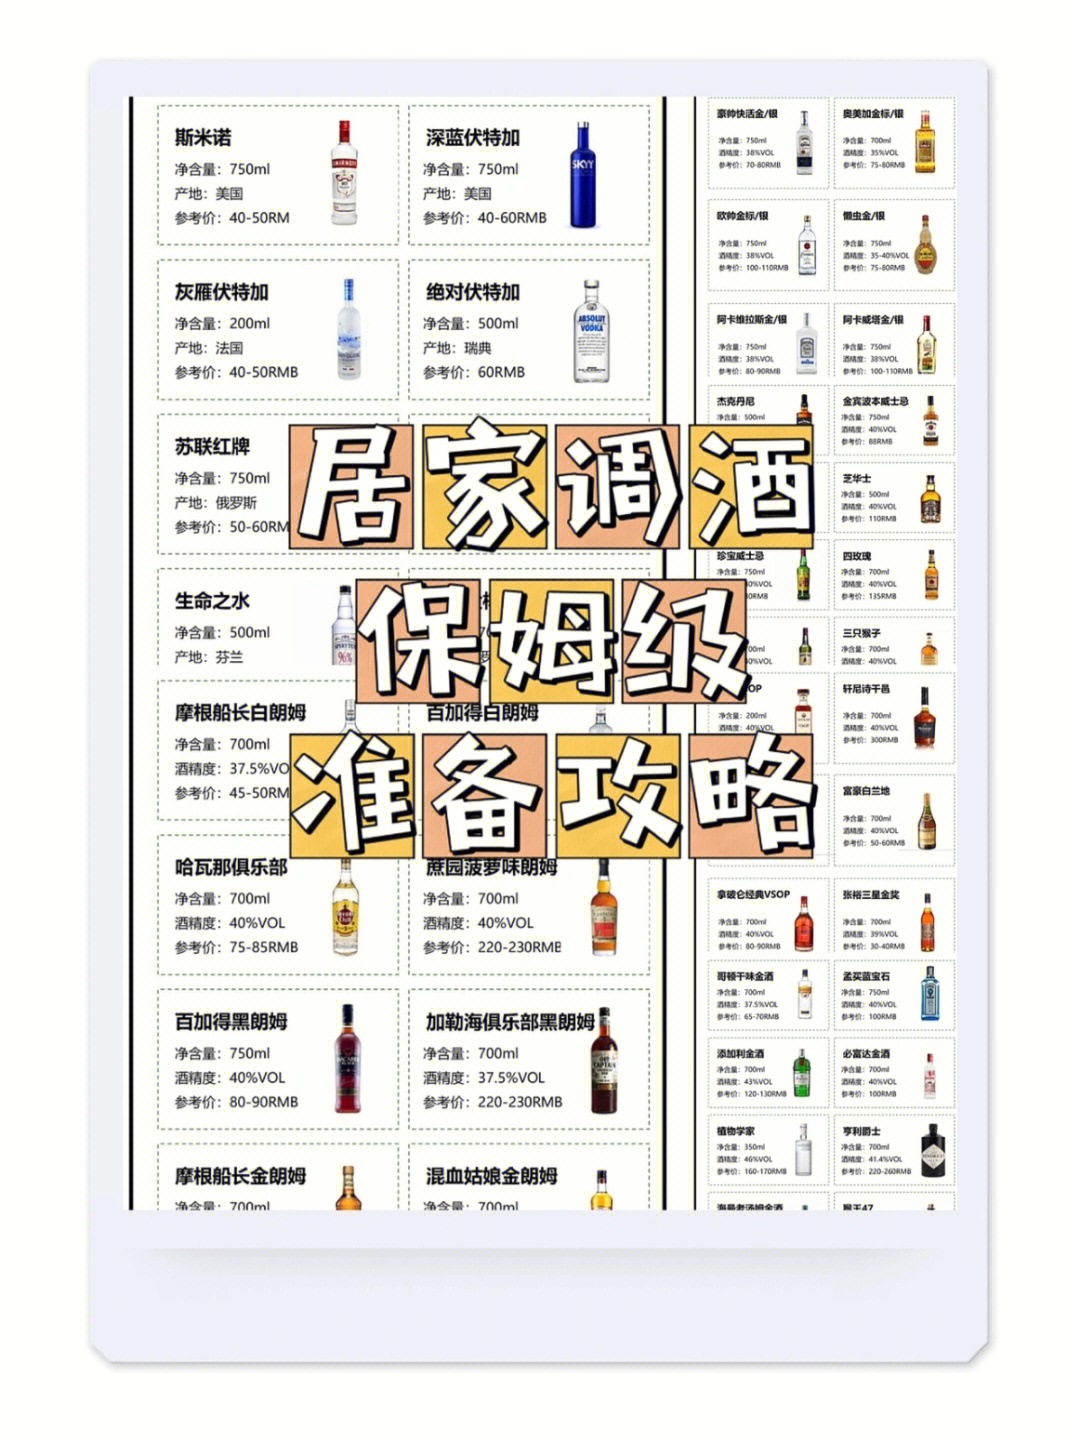 居家调酒
保姆级
准备攻略
斯米诺
净含量：750ml
产地：美国
参考价：40-50RM
深蓝伏特加
净含量：750ml
产地：美国
参考价：40-60RMB
SKYY
灰雁伏特加
净含量：200ml
产地：法国
参考价：40-50RMB
绝对伏特加
净含量：500ml
产地：瑞典
参考价：60RMB
ABSOLUT
VODKA
苏联红牌
净含量：750ml
产地：俄罗斯
参考价：50-60RM
生命之水
净含量：500ml
产地：芬兰
96%
摩根船长白朗姆
净含量：700ml
酒精度：37.5%VO
参考价：45-50RM
百加得白朗姆
哈瓦那俱乐部
净含量：700ml
酒精度：40%VOL
参考价：75-85RMB
蔗园菠萝味朗姆
净含量：700ml
酒精度：40%VOL
参考价：220-230RMB
百加得黑朗姆
净含量：750ml
酒精度：40%VOL
参考价：80-90RMB
加勒海俱乐部黑朗姆
净含量：700ml
酒精度：37.5%VOL
参考价：220-230RMB
摩根船长金朗姆
净含量：700ml
混血姑娘金朗姆
净含量：700ml
豪帅快活金/银
净含量：750ml
酒精度：38%VOL
参考价：70-80RMB
奥美加金标/银
净含量：700ml
酒精度：35%VOL
参考价：75-80RMB
欧帅金标/银
净含量：750ml
酒精度：38%VOL
参考价：100-110RMB
懒虫金/银
净含量：750ml
酒精度：35-40%VOL
参考价：75-80RMB
阿卡维拉斯金/银
净含量：750ml
酒精度：38%VOL
参考价：80-90RMB
阿卡威塔金/银
净含量：750ml
酒精度：38%VOL
参考价：100-110RMB
杰克丹尼
净含量：500ml
金宾波本威士忌
净含量：750ml
酒精度：40%VOL
参考价：88RMB
芝华士
净含量：500ml
酒精度：40%VOL
参考价：110RMB
珍宝威士忌
净含量：750ml
四玫瑰
净含量：700ml
酒精度：40%VOL
参考价：135RMB
三只猴子
净含量：700ml
酒精度：40%VOL
净含量：200ml
酒精度：40%VOL
轩尼诗干邑
净含量：700ml
酒精度：40%VOL
参考价：300RMB
富豪白兰地
净含量：700ml
酒精度：40%VOL
参考价：50-60RMB
拿破仑经典VSOP
净含量：700ml
酒精度：40%VOL
参考价：80-90RMB
张裕三星金奖
净含量：700ml
酒精度：39%VOL
参考价：30-40RMB
哥顿干味金酒
净含量：700ml
酒精度：37.5%VOL
参考价：65-70RMB
孟买蓝宝石
净含量：750ml
酒精度：40%VOL
参考价：100RMB
添加利金酒
净含量：700ml
酒精度：43%VOL
参考价：120-130RMB
必富达金酒
净含量：700ml
酒精度：40%VOL
参考价：100RMB
植物学家
净含量：350ml
酒精度：46%VOL
参考价：160-170RMB
亨利爵士
净含量：700ml
酒精度：41.4%VOL
参考价：220-260RMB
海曼老汤姆金酒
猴王47